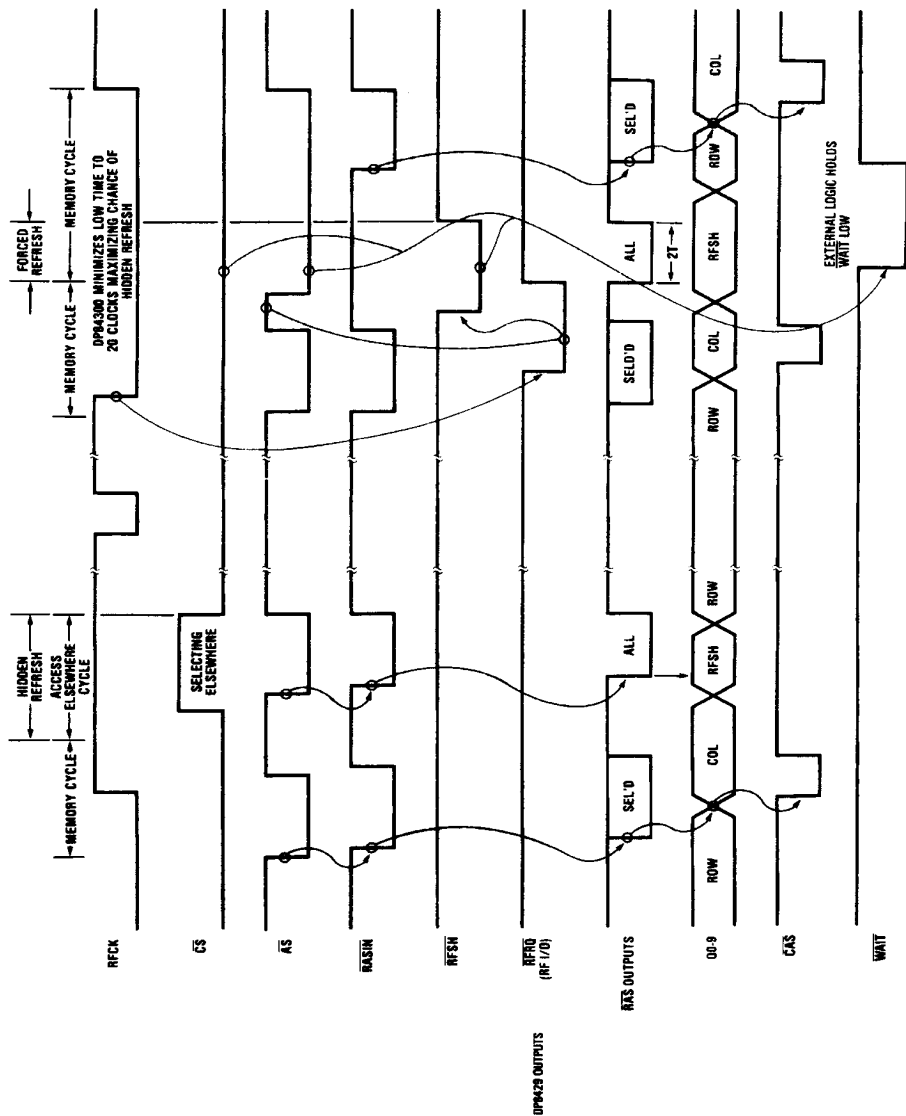 FORCED
REFRESH
HIDDEN
REFRESH
MEMORY CYCLE
ACCESS
ELSEWHERE
CYCLE
MEMORY CYCLE
MEMORY CYCLE
RFCK
DP84300 MINIMIZES LOW TIME TO
20 CLOCKS MAXIMIZING CHANCE OF
HIDDEN REFRESH
CS
SELECTING
ELSEWHERE
AS
RASIN
RFSH
DP8429 OUTPUTS
RFRQ
(RF I/O)
2T
RAS OUTPUTS
SEL'D
ALL
SELD'D
ALL
SEL'D
Q0-9
ROW
COL
RFSH
ROW
ROW
COL
RFSH
ROW
COL
CAS
EXTERNAL LOGIC HOLDS
WAIT LOW
WAIT